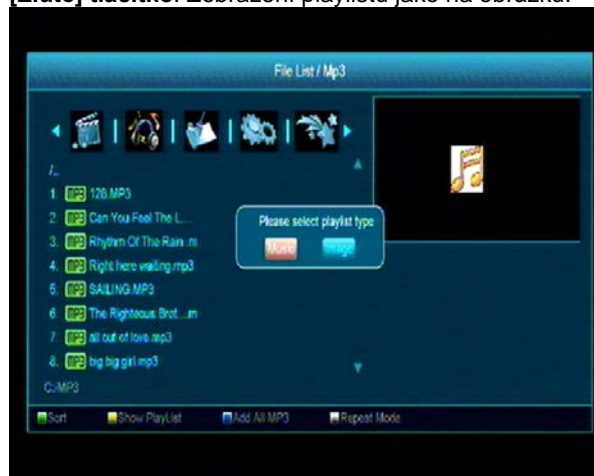 [Žluté] tlačítko: Zobrazení playlistu jako na obrázku.
File List / Mp3
/..
1. MP3 128.MP3
2. MP3 Can You Feel The L...
3. MP3 Rhythm Of The Rain .m
4. MP3 Right here waiting.mp3
5. MP3 SAILING.MP3
6. MP3 The Righteous Brot...m
7. MP3 all out of love.mp3
8. MP3 big big girl.mp3
Please select playlist type
Music Image
C:/MP3
Sort Show PlayList Add All MP3 Repeat Mode